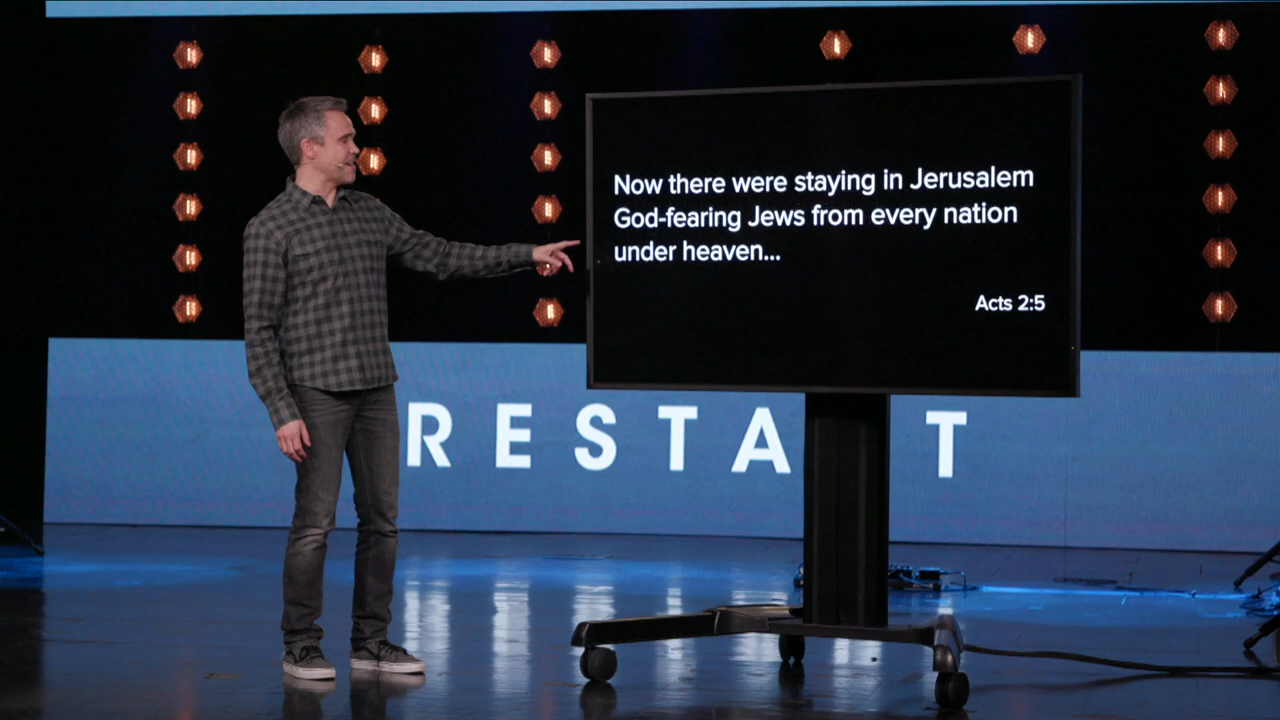 Now there were staying in Jerusalem
God-fearing Jews from every nation
under heaven...
Acts 2:5
RESTA T